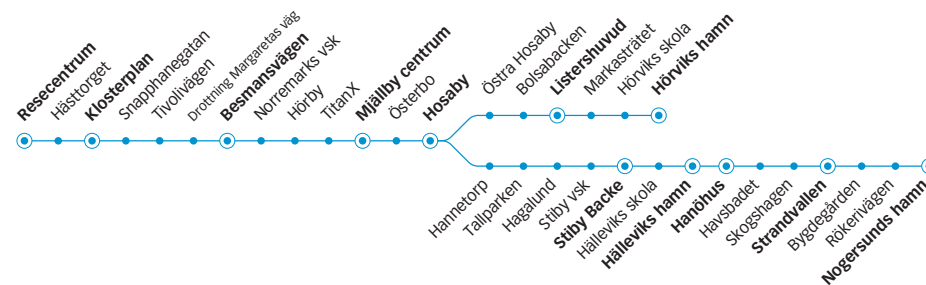 Resecentrum
Hästtorget
Klosterplan
Snapphanegatan
Tivolivägen
Drottning Margaretas väg
Besmansvägen
Norremarks vsk
Hörby
TitanX
Mjällby centrum
Österbo
Hosaby
Östra Hosaby
Bolsabacken
Listershuvud
Markasträtet
Hörviks skola
Hörviks hamn
Hannetorp
Tallparken
Hagalund
Stiby vsk
Stiby Backe
Hälleviks skola
Hälleviks hamn
Hanöhus
Havsbadet
Skogshagen
Strandvallen
Bygdegården
Rökerivägen
Nogersunds hamn